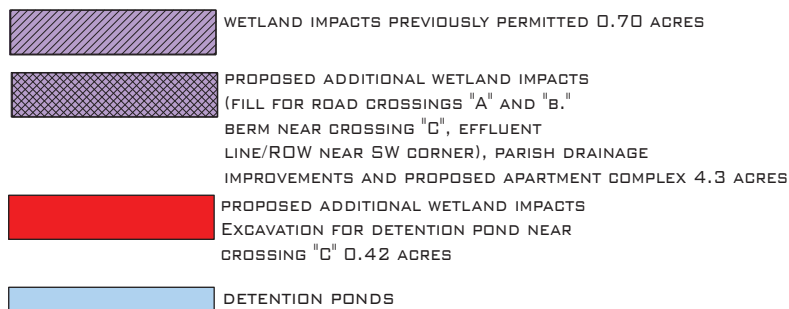 WETLAND IMPACTS PREVIOUSLY PERMITTED 0.70 ACRES
PROPOSED ADDITIONAL WETLAND IMPACTS
(FILL FOR ROAD CROSSINGS "A" AND "B."
BERM NEAR CROSSING "C", EFFLUENT
LINE/ROW NEAR SW CORNER), PARISH DRAINAGE
IMPROVEMENTS AND PROPOSED APARTMENT COMPLEX 4.3 ACRES
PROPOSED ADDITIONAL WETLAND IMPACTS
EXCAVATION FOR DETENTION POND NEAR
CROSSING "C" 0.42 ACRES
DETENTION PONDS